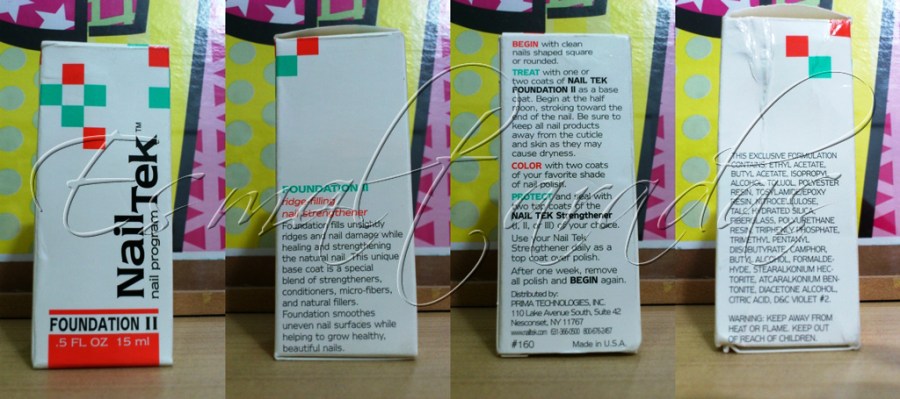 NailTek™
nail program
FOUNDATION II
.5 FL OZ 15 ml
FOUNDATION II
ridge filling
nail strengthener
Foundation fills unsightly
ridges and nail damage while
healing and strengthening
the natural nail. This unique
base coat is a special
blend of strengtheners,
conditioners, micro-fibers,
and natural fillers.
Foundation smoothes
uneven nail surfaces while
helping to grow healthy,
beautiful nails.
BEGIN with clean
nails shaped square
or rounded.
TREAT with one or
two coats of NAIL TEK
FOUNDATION II as a base
coat. Begin at the half
moon, stroking toward the
end of the nail. Be sure to
keep all nail products
away from the cuticle
and skin as they may
cause dryness.
COLOR with two coats
of your favorite shade
of nail polish.
PROTECT and seal with
two top coats of the
NAIL TEK Strengthener
(I, II, or III) of your choice.
Use your Nail Tek
Strengthener daily as a
top coat over polish.
After one week, remove
all polish and BEGIN again.
Distributed by:
PRIMA TECHNOLOGIES, INC.
110 Lake Avenue South, Suite 42
Nesconset, NY 11767
www.nailtek.com 631-366-0500
#160 Made in U.S.A.
THIS EXCLUSIVE FORMULATION
CONTAINS: ETHYL ACETATE,
BUTYL ACETATE, ISOPROPYL
ALCOHOL, TOLUOL, POLYESTER
RESIN, TOSYLAMIDE/EPOXY
RESIN, NITROCELLULOSE,
TALC, HYDRATED SILICA,
FIBERGLASS, POLYURETHANE
RESIN, TRIPHENYL PHOSPHATE,
TRIMETHYL PENTANYL
DIISOBUTYRATE, CAMPHOR,
BUTYL ALCOHOL, FORMALDE-
HYDE, STEARALKONIUM HEC-
TORITE, ATCARALKONIUM BEN-
TONITE, DIACETONE ALCOHOL,
CITRIC ACID, D&C VIOLET #2.
WARNING: KEEP AWAY FROM
HEAT OR FLAME. KEEP OUT
OF REACH OF CHILDREN.